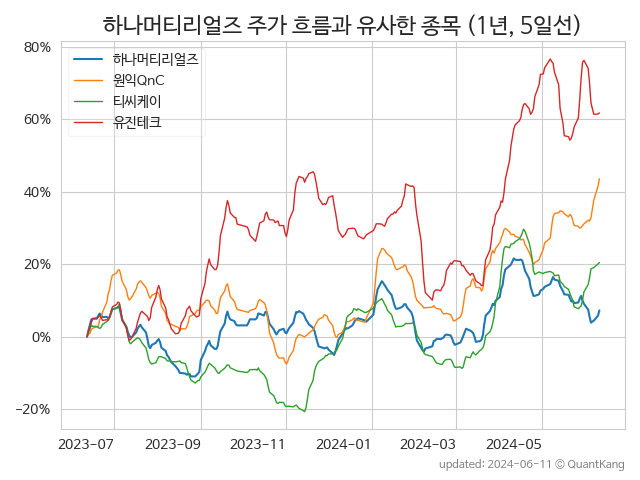 하나머티리얼즈 주가 흐름과 유사한 종목 (1년, 5일선)
80%
60%
40%
20%
0%
−20%
하나머티리얼즈
원익QnC
티씨케이
유진테크
2023-07
2023-09
2023-11
2024-01
2024-03
2024-05
updated: 2024-06-11 © QuantKang